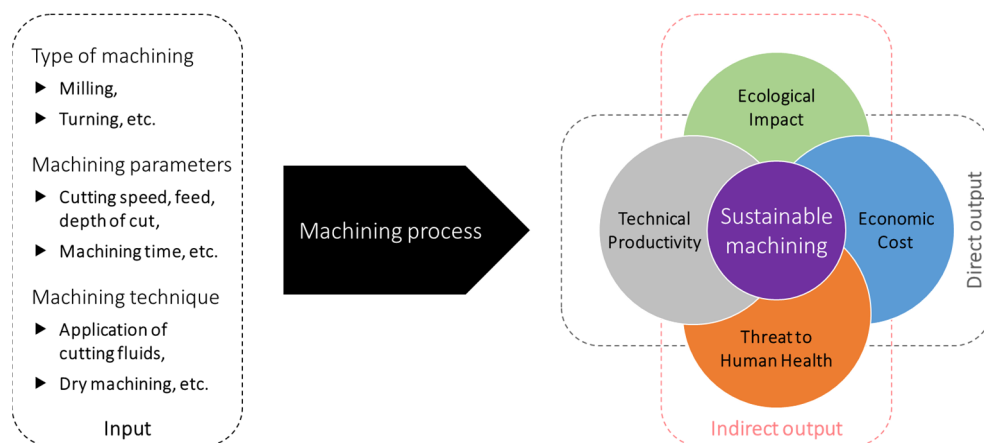 Type of machining
▶ Milling,
▶ Turning, etc.
Machining parameters
▶ Cutting speed, feed,
depth of cut,
▶ Machining time, etc.
Machining technique
▶ Application of
cutting fluids,
▶ Dry machining, etc.
Input
Machining process
Ecological
Impact
Technical
Productivity
Sustainable
machining
Economic
Cost
Threat to
Human Health
Direct output
Indirect output